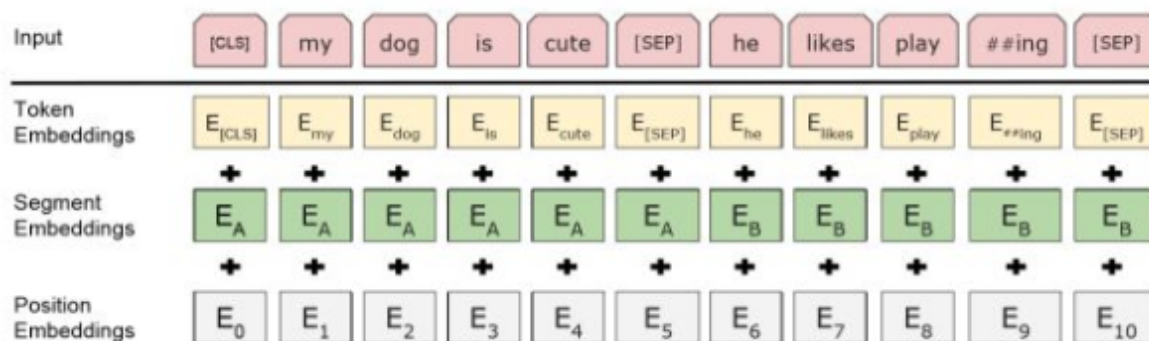 Input [CLS] my dog is cute [SEP] he likes play ##ing [SEP]
Token
Embeddings E[CLS] Emy Edog Eis Ecute E[SEP] Ehe Elikes Eplay E##ing E[SEP]
+ + + + + + + + + + +
Segment
Embeddings EA EA EA EA EA EA EB EB EB EB EB
+ + + + + + + + + + +
Position
Embeddings E0 E1 E2 E3 E4 E5 E6 E7 E8 E9 E10